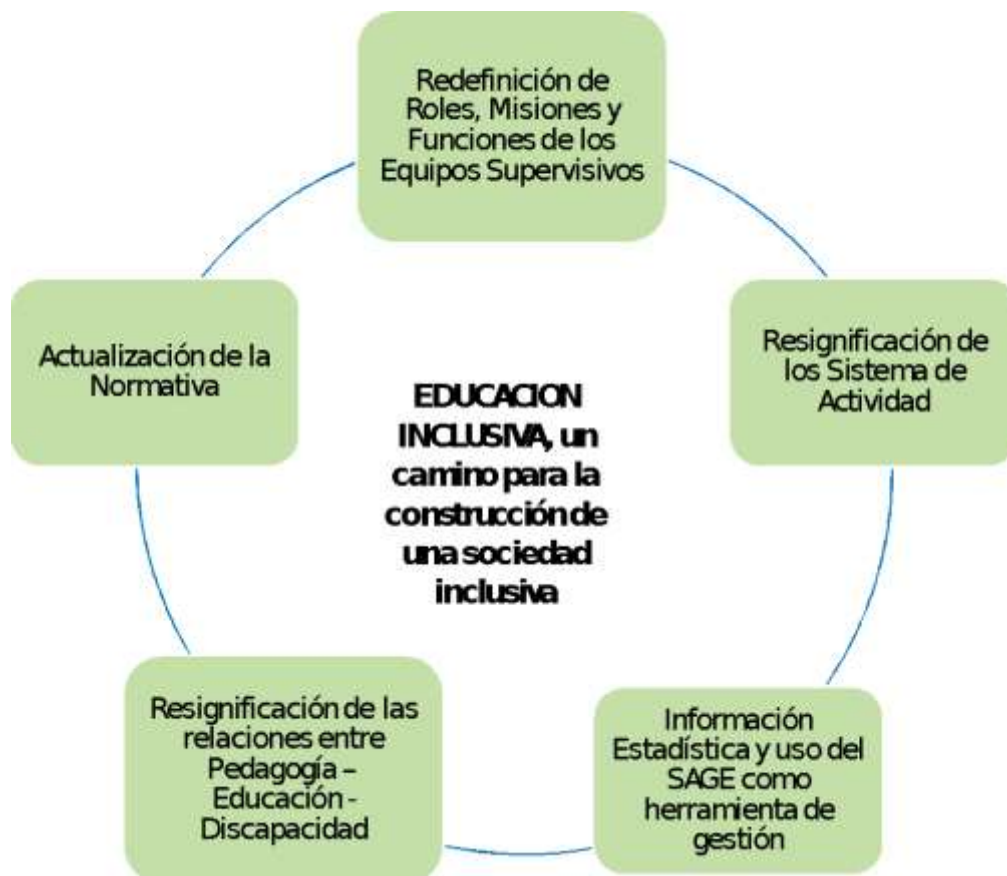 Redefinición de
Roles, Misiones y
Funciones de los
Equipos Supervisivos
Actualización de la
Normativa
Resignificación de
los Sistema de
Actividad
EDUCACION
INCLUSIVA, un
camino para la
construcción de
una sociedad
inclusiva
Resignificación de las
relaciones entre
Pedagogía –
Educación -
Discapacidad
Información
Estadística y uso del
SAGE como
herramienta de
gestión